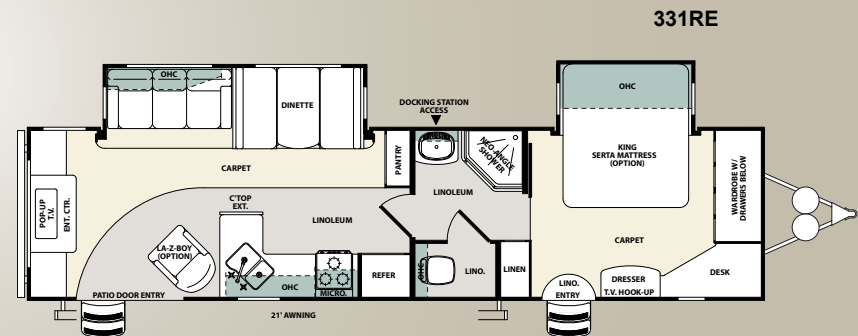 331RE
OHC
DINETTE
DOCKING STATION
ACCESS
OHC
KING
SERTA MATTRESS
(OPTION)
NEO-ANGLE
SHOWER
PANTRY
CARPET
LINOLEUM
WARDROBE W/
DRAWERS BELOW
POP-UP
T.V.
ENT. CTR.
C'TOP
EXT.
LINOLEUM
CARPET
LA-Z-BOY
(OPTION)
REFER
OHC
LINO.
LINEN
LINO.
ENTRY
DRESSER
T.V. HOOK-UP
DESK
PATIO DOOR ENTRY
OHC
MICRO.
21' AWNING